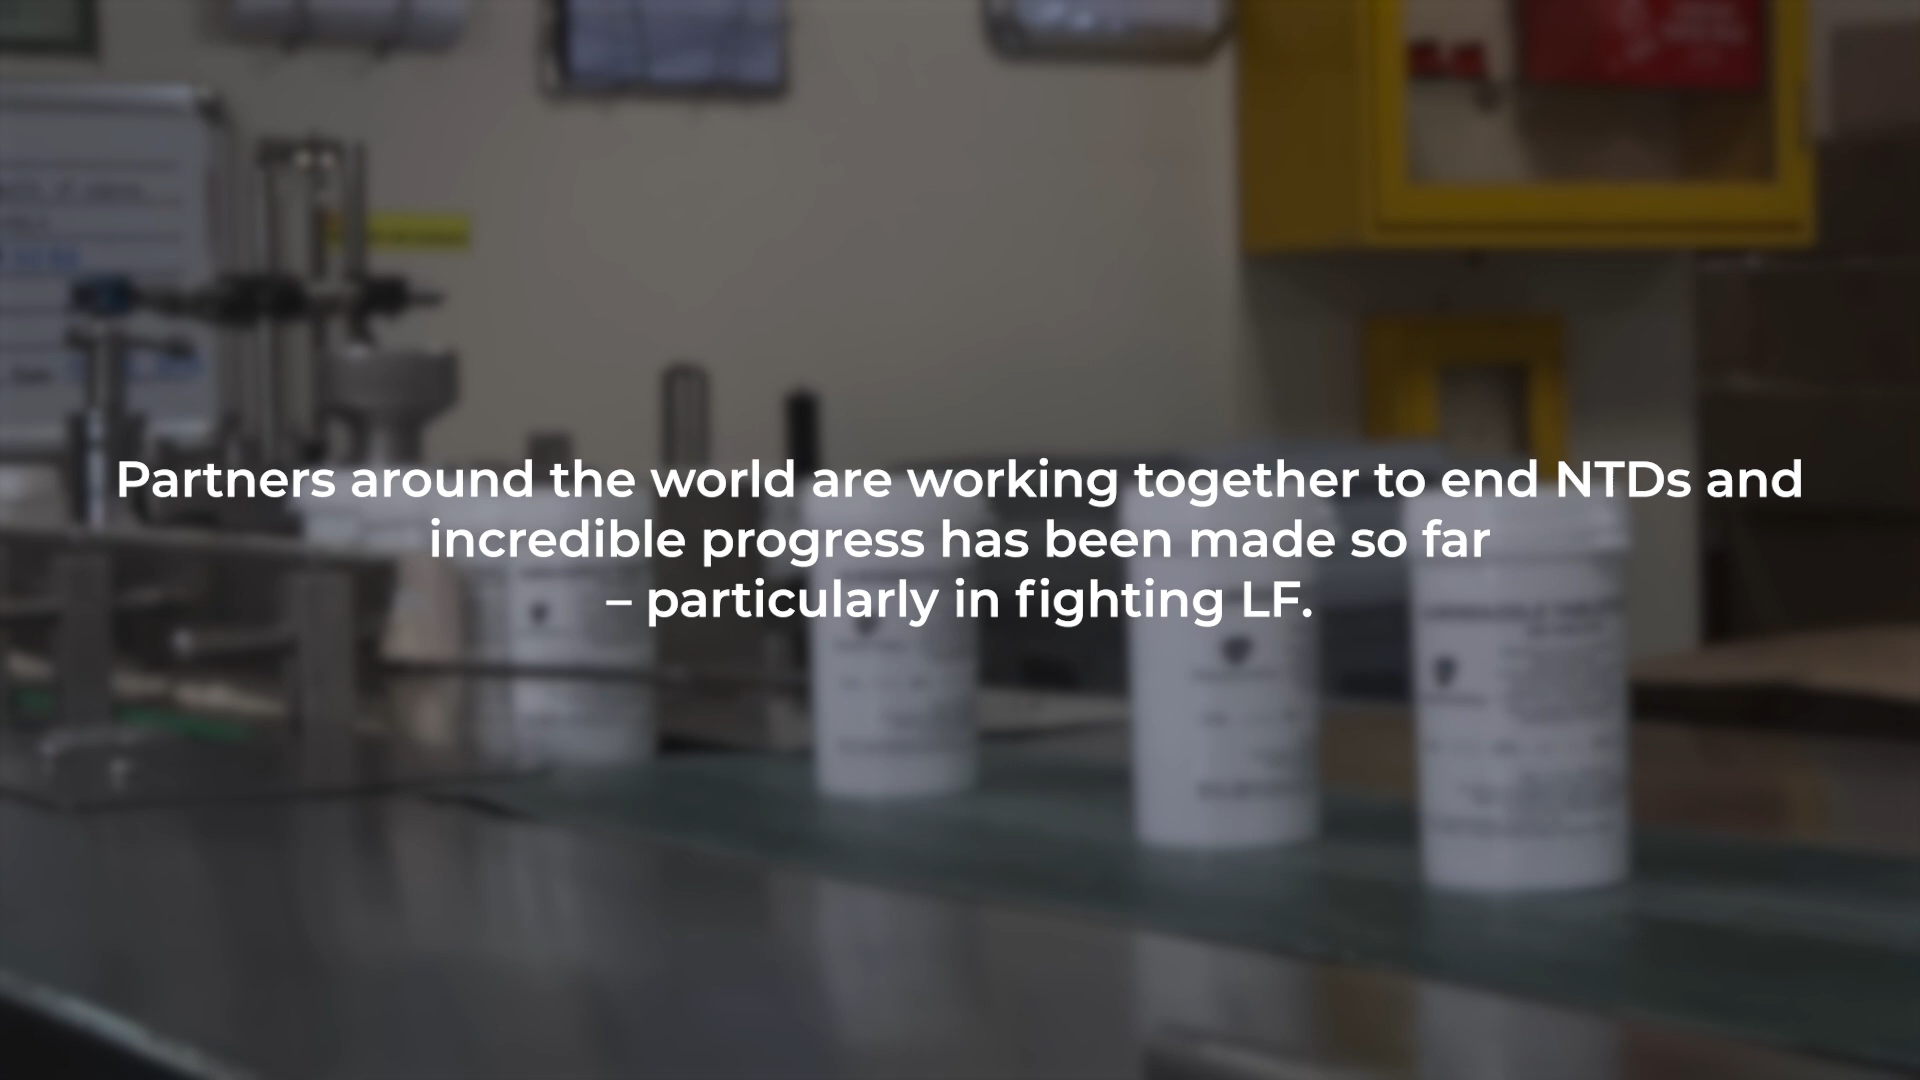 Partners around the world are working together to end NTDs and
incredible progress has been made so far
– particularly in fighting LF.